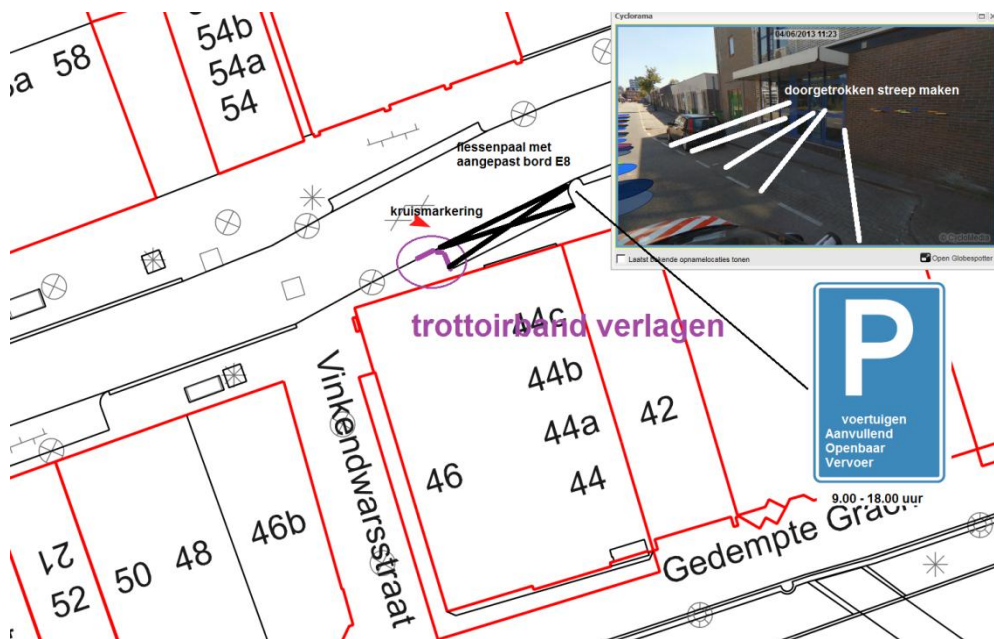 58
54b
54a
54
Cyclorama
04/06/2013 11:23
doorgetrokken streep maken
flessenpaal met
aangepast bord E8
kruismarkering
© CycloMedia
Laatst bekende opnamelocaties tonen
Open Globespotter
trottoirband verlagen
44c
44b
44a
44
42
46
Vinkendwarsstraat
P
voertuigen
Aanvullend
Openbaar
Vervoer
9.00 - 18.00 uur
Gedempte Grach
46b
48
50
21
52